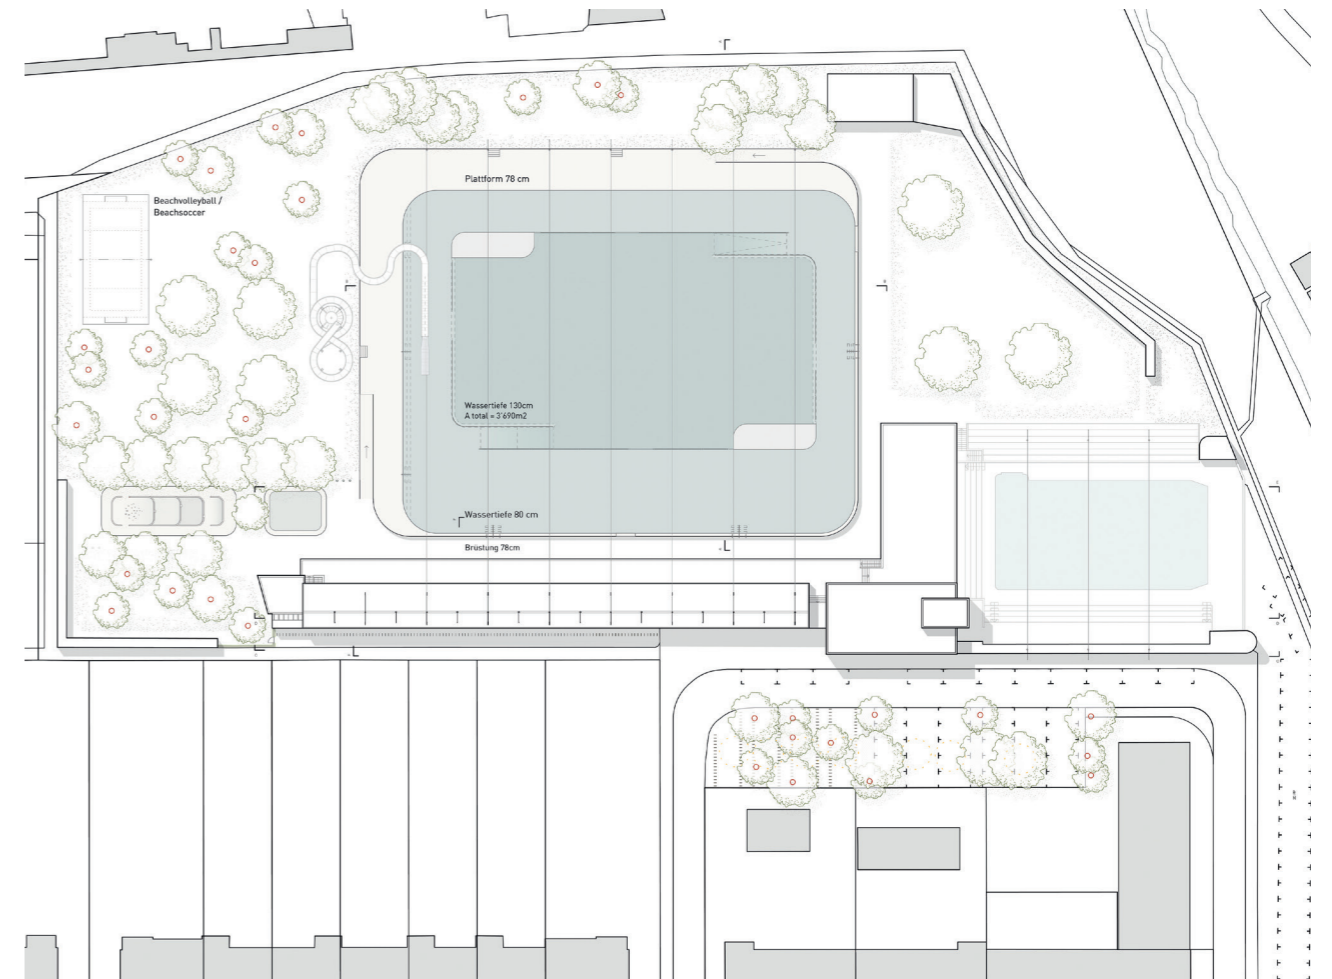 Plattform 78 cm
Beachvolleyball /
Beachsoccer
Wassertiefe 130cm
A total = 3'690m2
Wassertiefe 80 cm
Brüstung 78cm